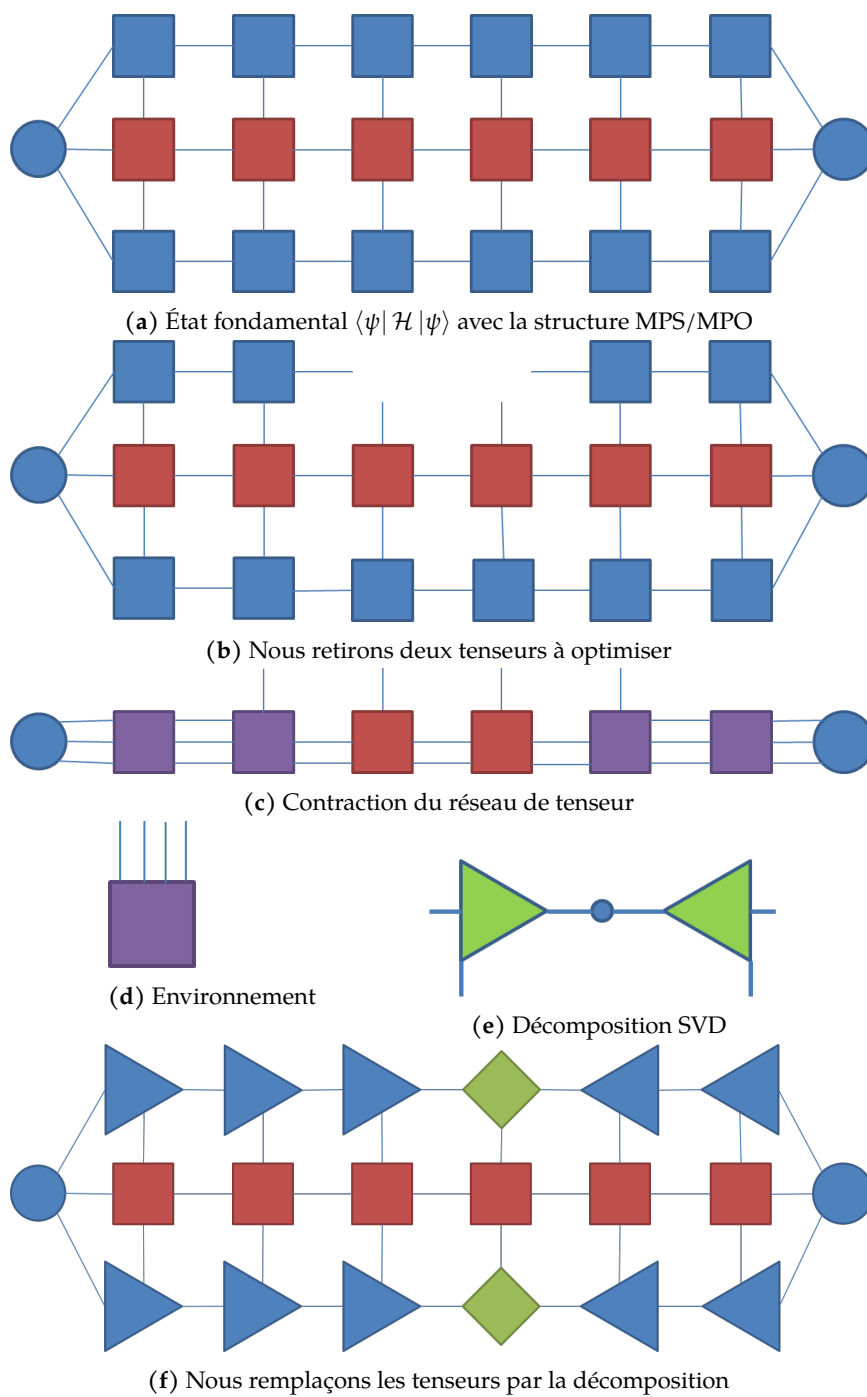 (a) État fondamental ⟨ψ| ℋ |ψ⟩ avec la structure MPS/MPO
(b) Nous retirons deux tenseurs à optimiser
(c) Contraction du réseau de tenseur
(d) Environnement
(e) Décomposition SVD
(f) Nous remplaçons les tenseurs par la décomposition